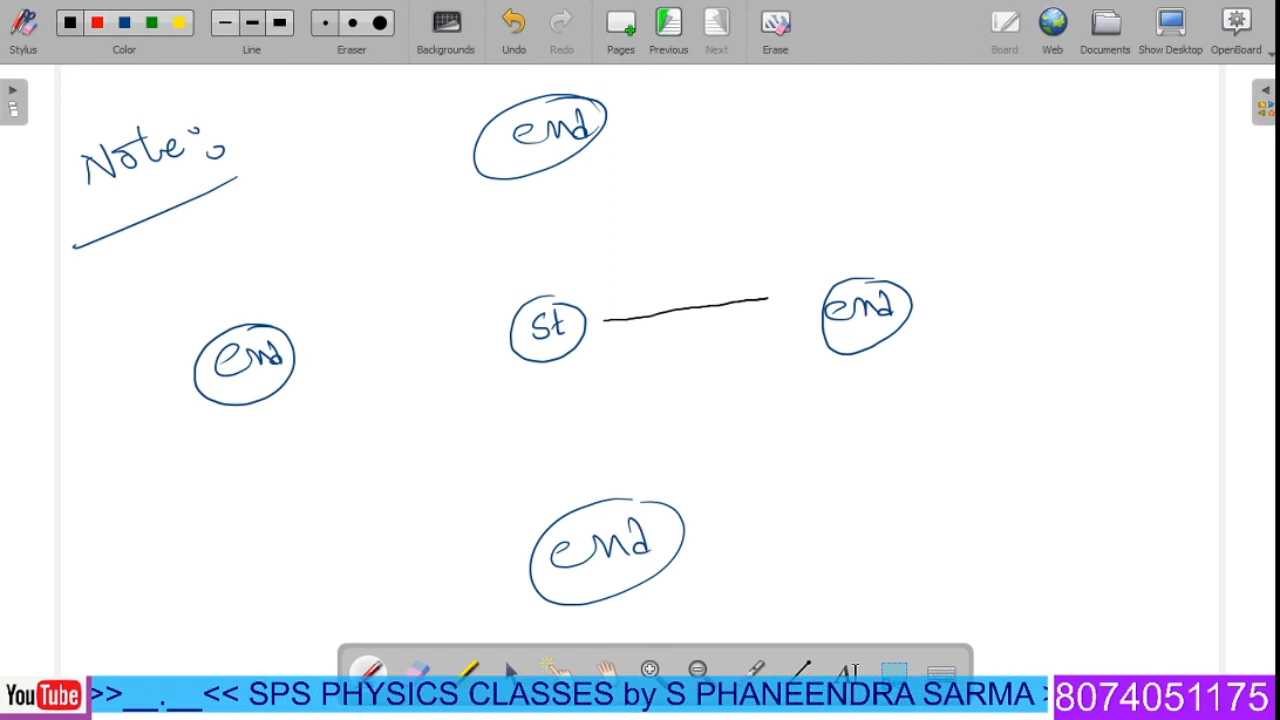 Stylus
Color
Line
Eraser
Backgrounds
Undo
Redo
Pages
Previous
Next
Erase
Board
Web
Documents
Show Desktop
OpenBoard
end
Note:
end
st
end
end
YouTube >>__.__<< SPS PHYSICS CLASSES by S PHANEENDRA SARMA > 8074051175